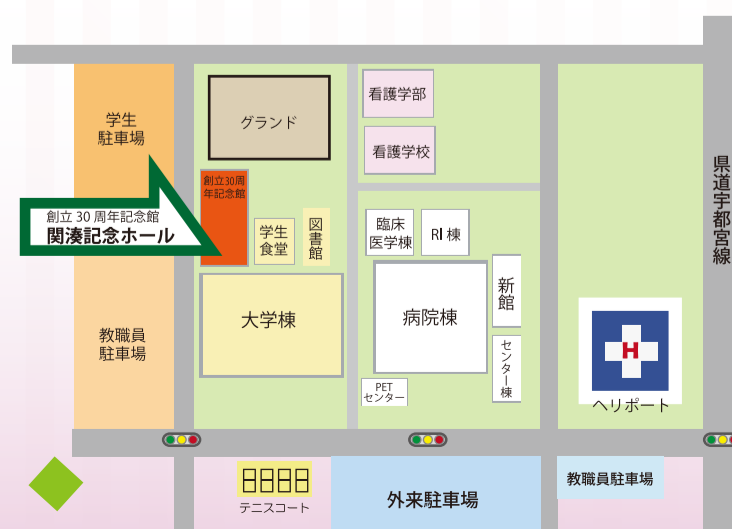 学生
駐車場
グランド
看護学部
看護学校
創立30周
年記念館
創立 30 周年記念館
関湊記念ホール
学生
食堂
図書館
臨床
医学棟
RI 棟
県道宇都宮線
大学棟
病院棟
新館
センター棟
教職員
駐車場
PET
センター
H
ヘリポート
テニスコート
外来駐車場
教職員駐車場